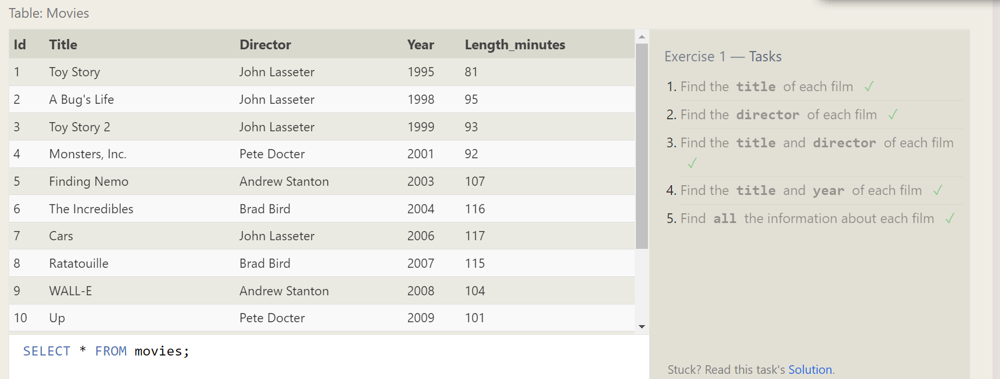 Table: Movies
Id Title Director Year Length_minutes
1 Toy Story John Lasseter 1995 81
2 A Bug's Life John Lasseter 1998 95
3 Toy Story 2 John Lasseter 1999 93
4 Monsters, Inc. Pete Docter 2001 92
5 Finding Nemo Andrew Stanton 2003 107
6 The Incredibles Brad Bird 2004 116
7 Cars John Lasseter 2006 117
8 Ratatouille Brad Bird 2007 115
9 WALL-E Andrew Stanton 2008 104
10 Up Pete Docter 2009 101
SELECT * FROM movies;
Exercise 1 — Tasks
1. Find the title of each film ✓
2. Find the director of each film ✓
3. Find the title and director of each film
✓
4. Find the title and year of each film ✓
5. Find all the information about each film ✓
Stuck? Read this task's Solution.